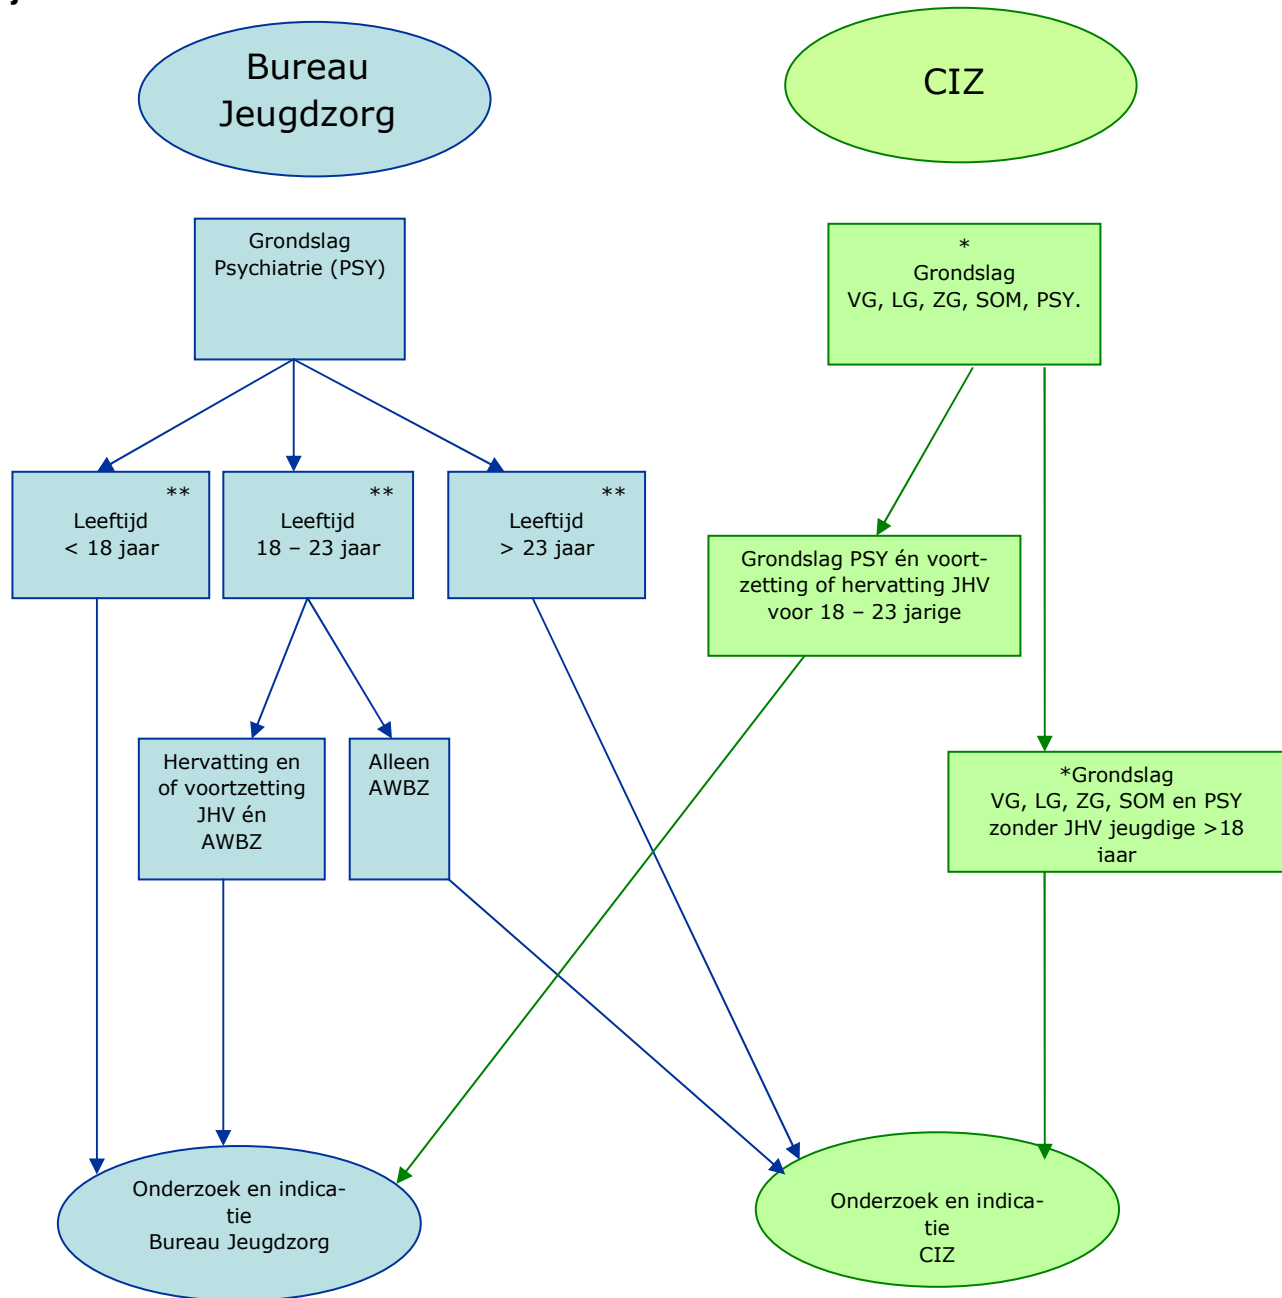 Bureau
Jeugdzorg
CIZ
Grondslag
Psychiatrie (PSY)
*
Grondslag
VG, LG, ZG, SOM, PSY.
**
Leeftijd
< 18 jaar
**
Leeftijd
18 – 23 jaar
**
Leeftijd
> 23 jaar
Grondslag PSY én voort-
zetting of hervatting JHV
voor 18 – 23 jarige
Hervatting en
of voortzetting
JHV én
AWBZ
Alleen
AWBZ
*Grondslag
VG, LG, ZG, SOM en PSY
zonder JHV jeugdige >18
jaar
Onderzoek en indica-
tie
Bureau Jeugdzorg
Onderzoek en indica-
tie
CIZ